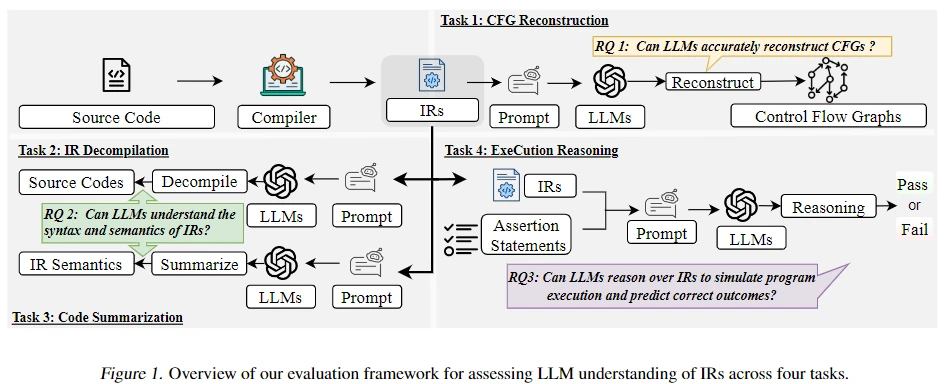 Task 1: CFG Reconstruction
RQ 1: Can LLMs accurately reconstruct CFGs ?
Source Code
Compiler
IRs
Prompt
LLMs
Reconstruct
Control Flow Graphs
Task 2: IR Decompilation
Source Codes
Decompile
LLMs
Prompt
RQ 2: Can LLMs understand the
syntax and semantics of IRs?
IR Semantics
Summarize
LLMs
Prompt
Task 3: Code Summarization
Task 4: ExeCution Reasoning
IRs
Assertion
Statements
Prompt
LLMs
Reasoning
Pass
or
Fail
RQ3: Can LLMs reason over IRs to simulate program
execution and predict correct outcomes?
Figure 1. Overview of our evaluation framework for assessing LLM understanding of IRs across four tasks.